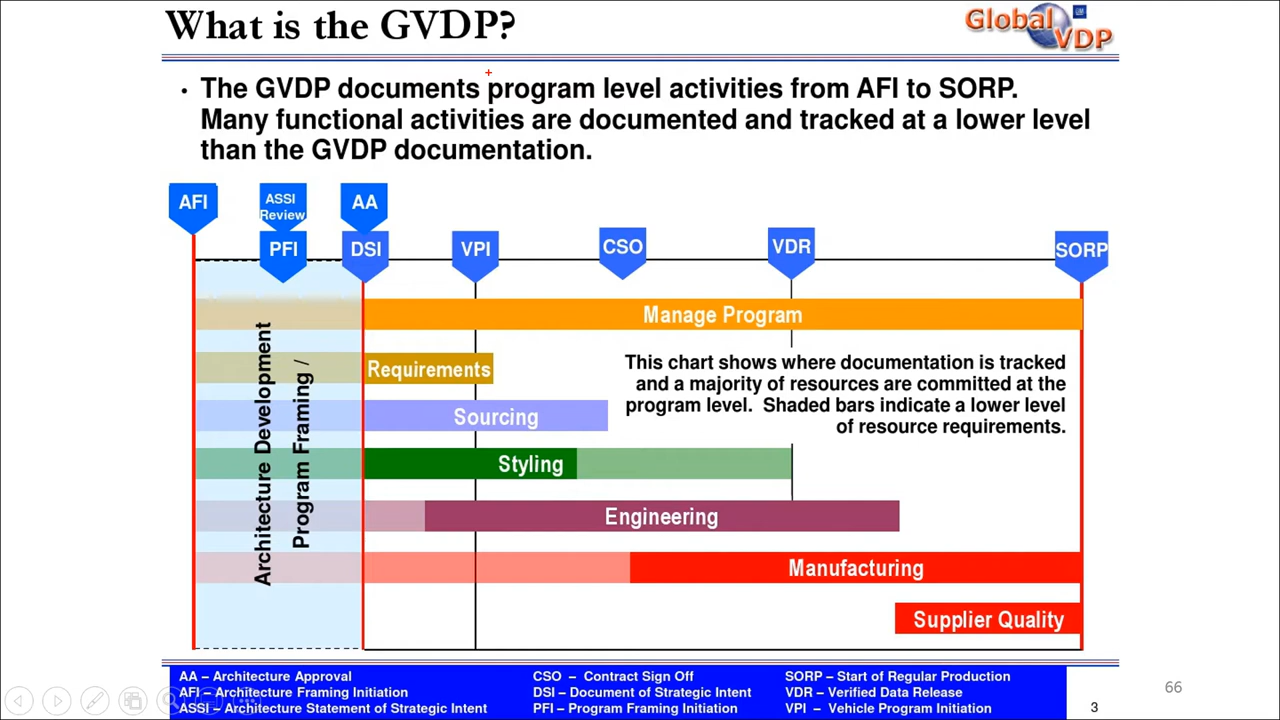 What is the GVDP?
Global
VDP
• The GVDP documents program level activities from AFI to SORP.
Many functional activities are documented and tracked at a lower level
than the GVDP documentation.
AFI
ASSI
Review
AA
PFI
DSI
VPI
CSO
VDR
SORP
Manage Program
Architecture Development
Program Framing /
Requirements
This chart shows where documentation is tracked
and a majority of resources are committed at the
program level. Shaded bars indicate a lower level
of resource requirements.
Sourcing
Styling
Engineering
Manufacturing
Supplier Quality
AA – Architecture Approval
AFI – Architecture Framing Initiation
ASSI – Architecture Statement of Strategic Intent
CSO – Contract Sign Off
DSI – Document of Strategic Intent
PFI – Program Framing Initiation
SORP – Start of Regular Production
VDR – Verified Data Release
VPI - Vehicle Program Initiation
3
66